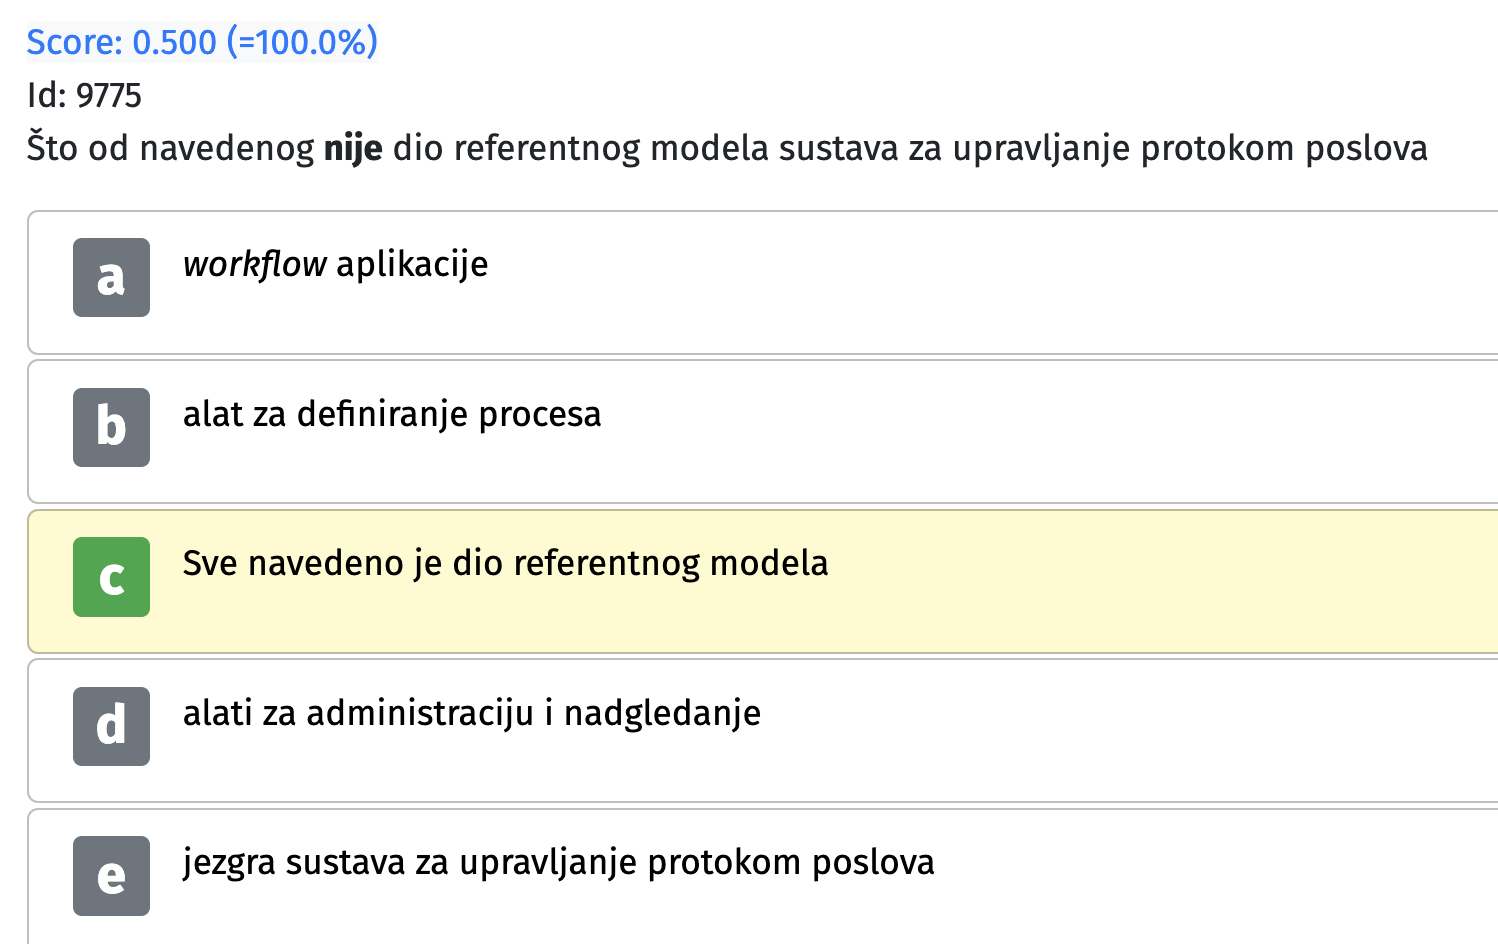 Score: 0.500 (=100.0%)
Id: 9775
Što od navedenog nije dio referentnog modela sustava za upravljanje protokom poslova
a workflow aplikacije
b alat za definiranje procesa
c Sve navedeno je dio referentnog modela
d alati za administraciju i nadgledanje
e jezgra sustava za upravljanje protokom poslova